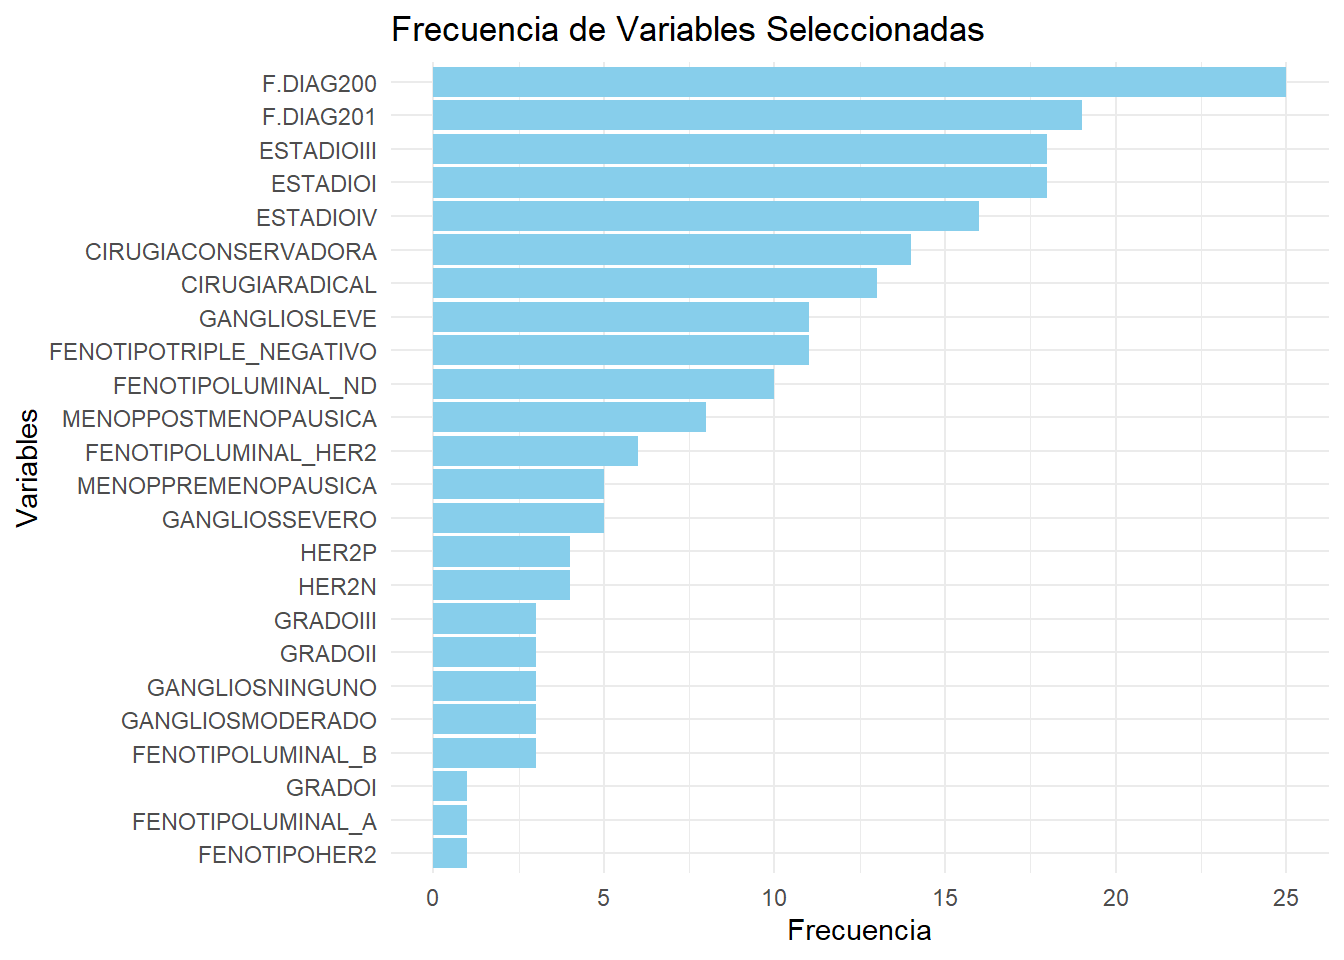 Frecuencia de Variables Seleccionadas
F.DIAG200
F.DIAG201
ESTADIOIII
ESTADIOI
ESTADIOIV
CIRUGIACONSERVADORA
CIRUGIARADICAL
GANGLIOSLEVE
FENOTIPOTRIPLE_NEGATIVO
FENOTIPOLUMINAL_ND
MENOPPOSTMENOPAUSICA
FENOTIPOLUMINAL_HER2
MENOPPREMENOPAUSICA
GANGLIOSSEVERO
HER2P
HER2N
GRADOIII
GRADOII
GANGLIOSNINGUNO
GANGLIOSMODERADO
FENOTIPOLUMINAL_B
GRADOI
FENOTIPOLUMINAL_A
FENOTIPOHER2
Variables
0 5 10 15 20 25
Frecuencia